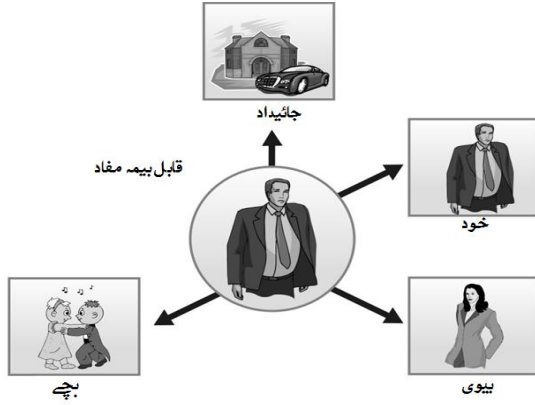 جائیداد
قابل بیمہ مفاد
خود
بیوی
بچے